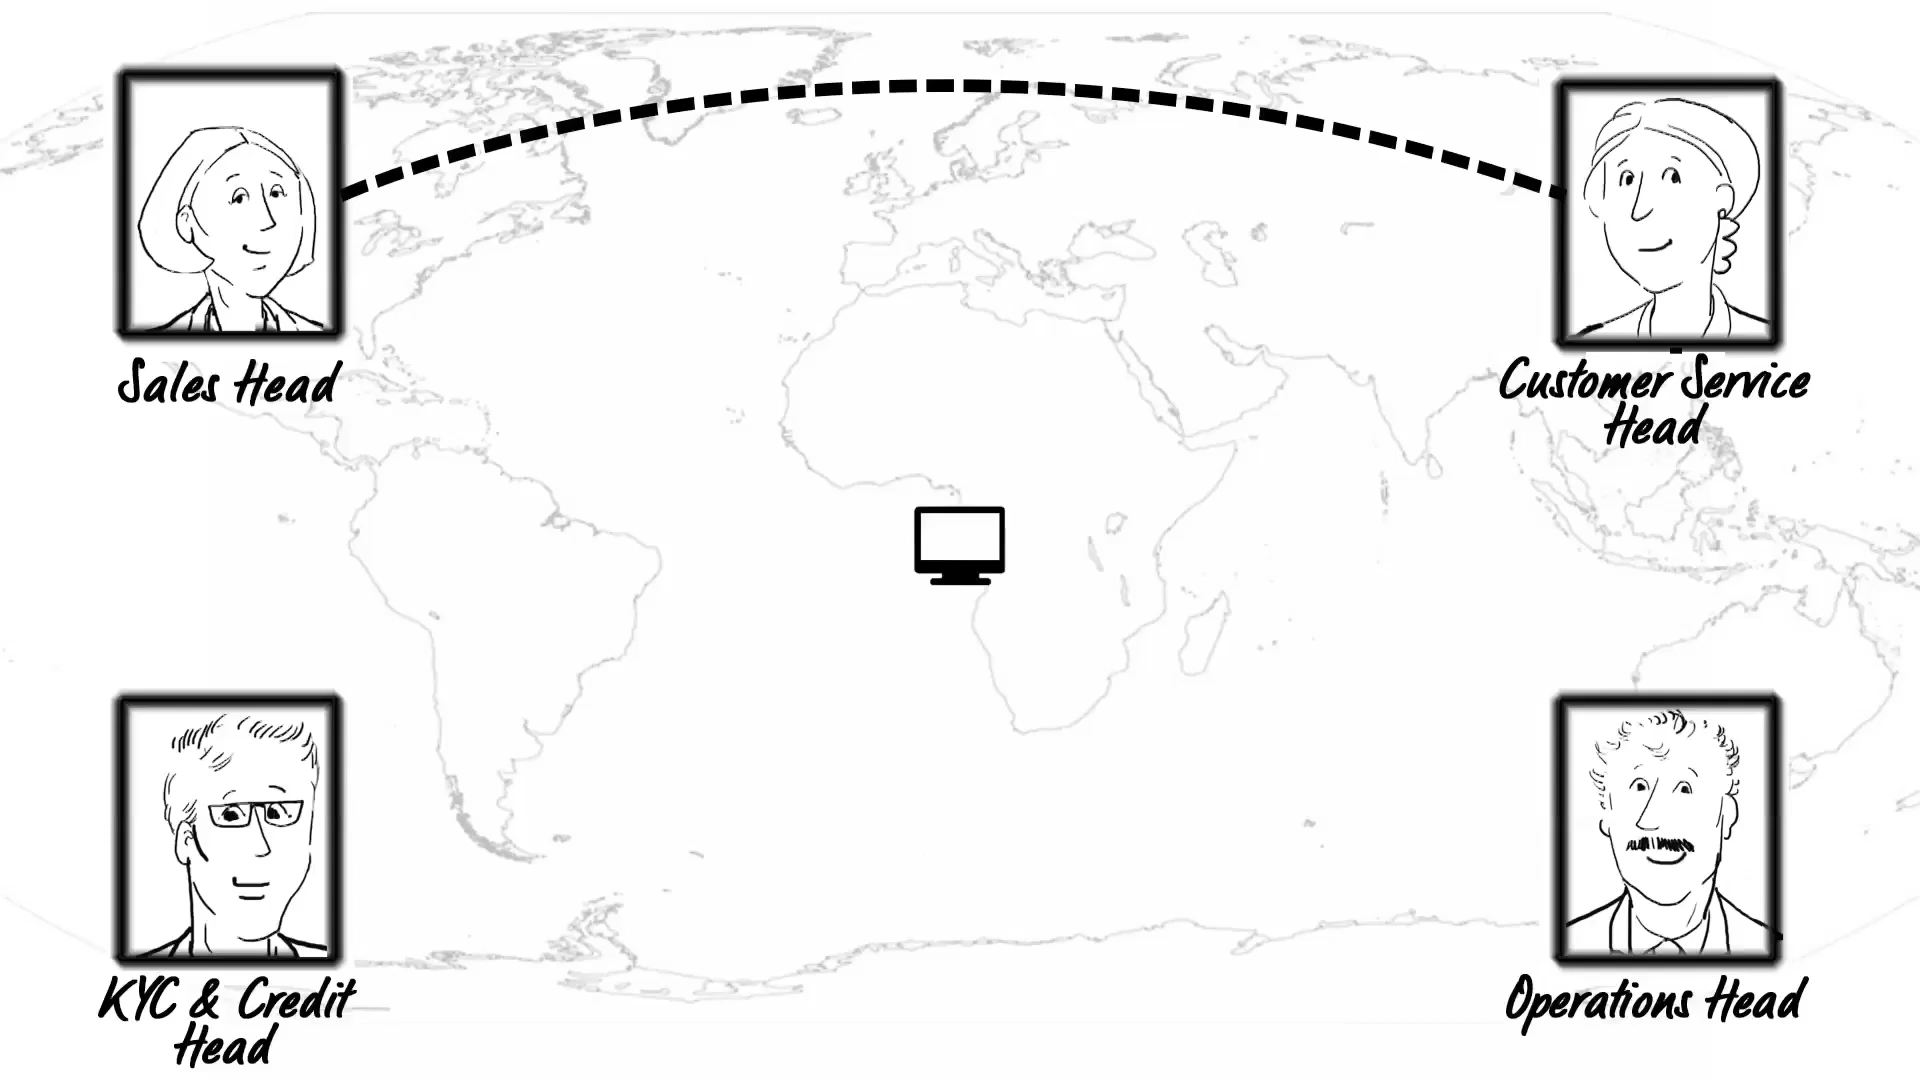 Sales Head
Customer Service
Head
KYC & Credit
Head
Operations Head